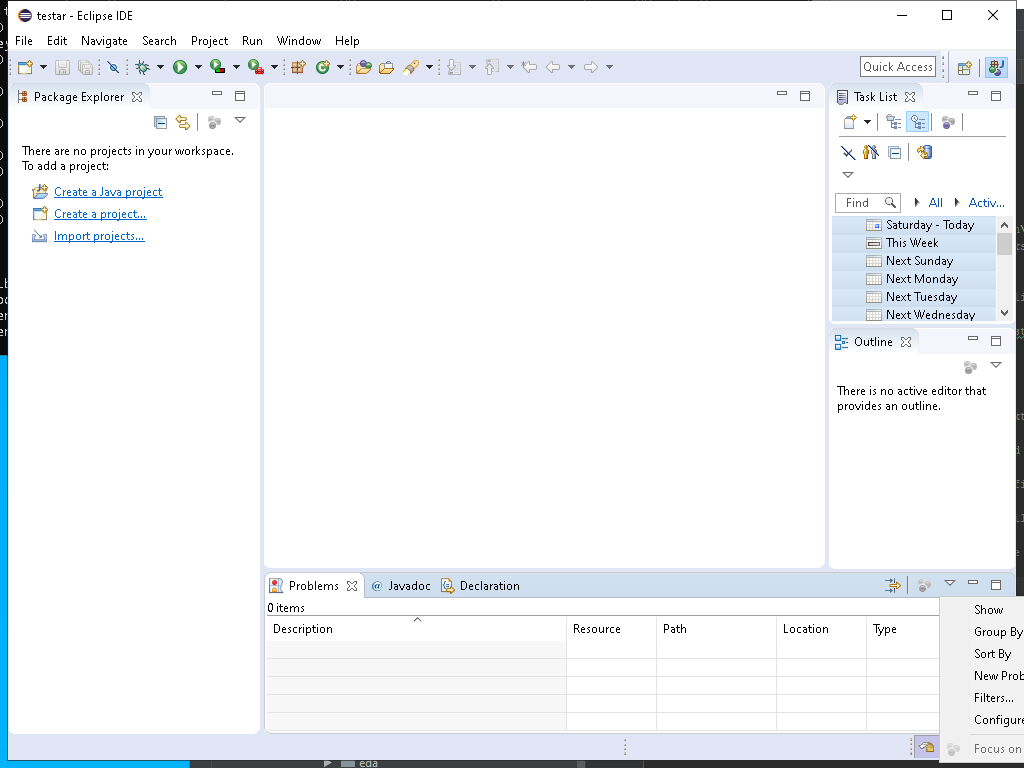 testar - Eclipse IDE
File Edit Navigate Search Project Run Window Help
Quick Access
Package Explorer
There are no projects in your workspace.
To add a project:
Create a Java project
Create a project...
Import projects...
Task List
Find All Activ...
Saturday - Today
This Week
Next Sunday
Next Monday
Next Tuesday
Next Wednesday
Outline
There is no active editor that
provides an outline.
Problems @ Javadoc Declaration
0 items
Description Resource Path Location Type
Show
Group By
Sort By
New Prob
Filters...
Configure
Focus on
eda